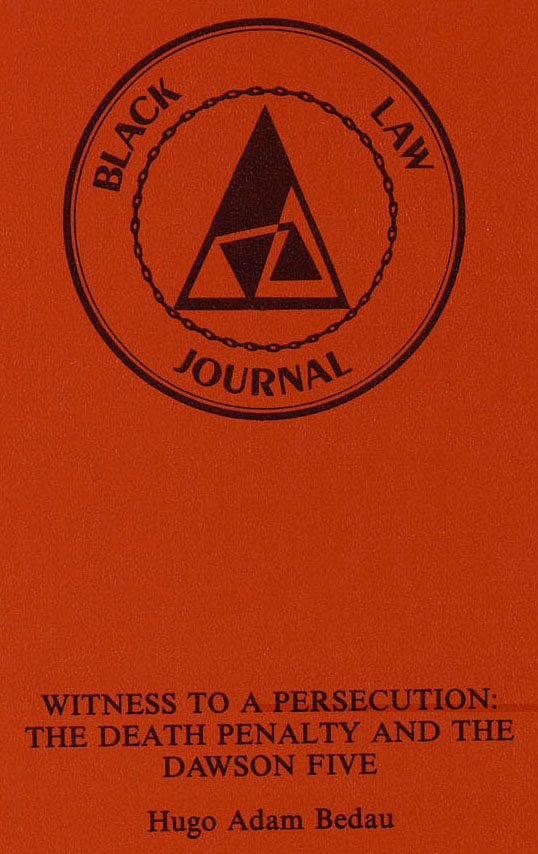 BLACK LAW
JOURNAL
WITNESS TO A PERSECUTION:
THE DEATH PENALTY AND THE
DAWSON FIVE
Hugo Adam Bedau